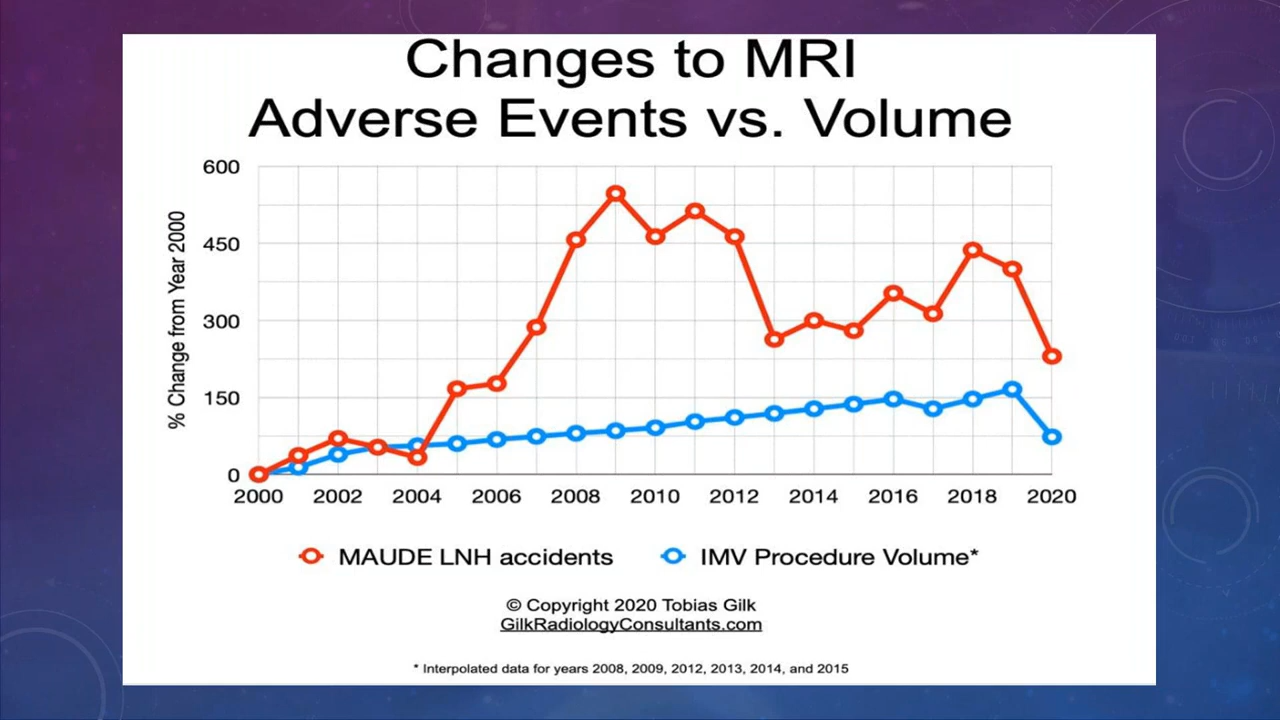 Changes to MRI
Adverse Events vs. Volume
% Change from Year 2000
600
450
300
150
0
2000 2002 2004 2006 2008 2010 2012 2014 2016 2018 2020
MAUDE LNH accidents IMV Procedure Volume*
© Copyright 2020 Tobias Gilk
GilkRadiologyConsultants.com
* Interpolated data for years 2008, 2009, 2012, 2013, 2014, and 2015